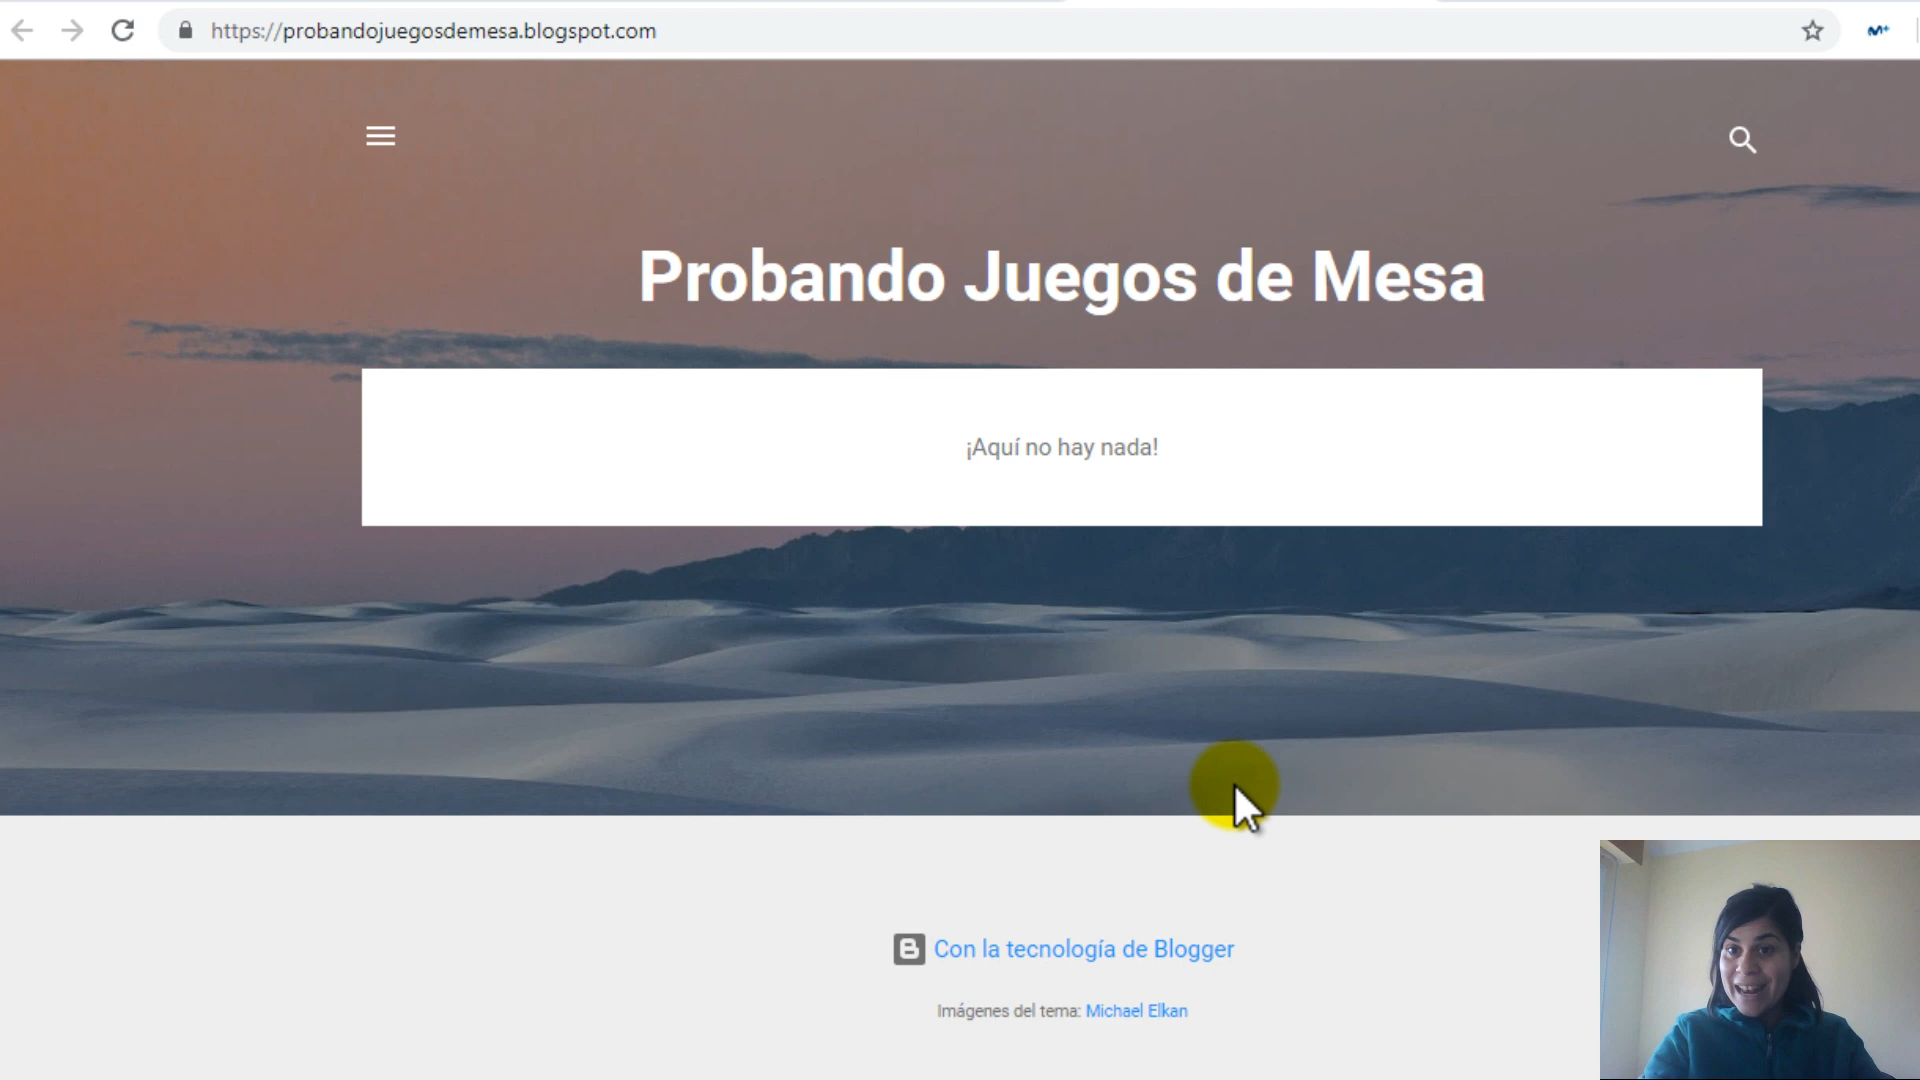 https://probandojuegosdemesa.blogspot.com
Probando Juegos de Mesa
¡Aquí no hay nada!
Con la tecnología de Blogger
Imágenes del tema: Michael Elkan